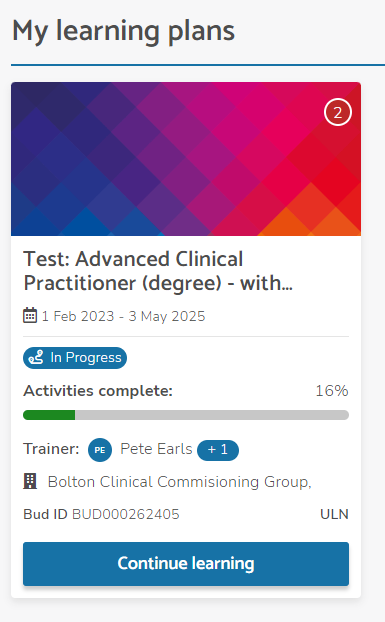 My learning plans
2
Test: Advanced Clinical
Practitioner (degree) - with...
1 Feb 2023 - 3 May 2025
In Progress
Activities complete: 16%
Trainer: PE Pete Earls + 1
Bolton Clinical Commisioning Group,
Bud ID BUD000262405 ULN
Continue learning